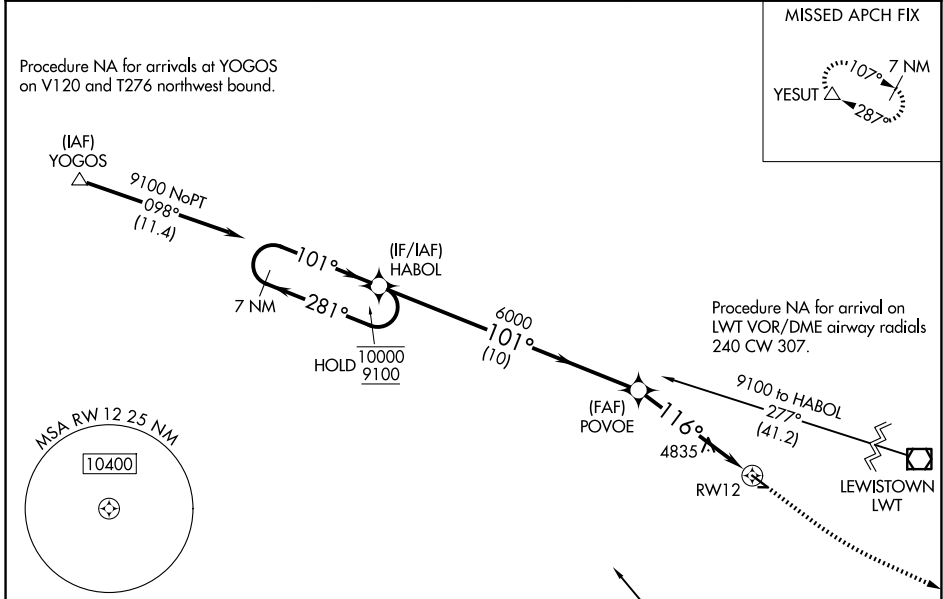 MISSED APCH FIX
107°
7 NM
YESUT
287°
Procedure NA for arrivals at YOGOS
on V120 and T276 northwest bound.
(IAF)
YOGOS
9100 NoPT
098°
(11.4)
101°
(IF/IAF)
HABOL
281°
7 NM
HOLD
10000
9100
6000
101°
(10)
Procedure NA for arrival on
LWT VOR/DME airway radials
240 CW 307.
9100 to HABOL
277°
(41.2)
(FAF)
POVOE
116°
4835
RW12
LEWISTOWN
LWT
MSA RW 12 25 NM
10400